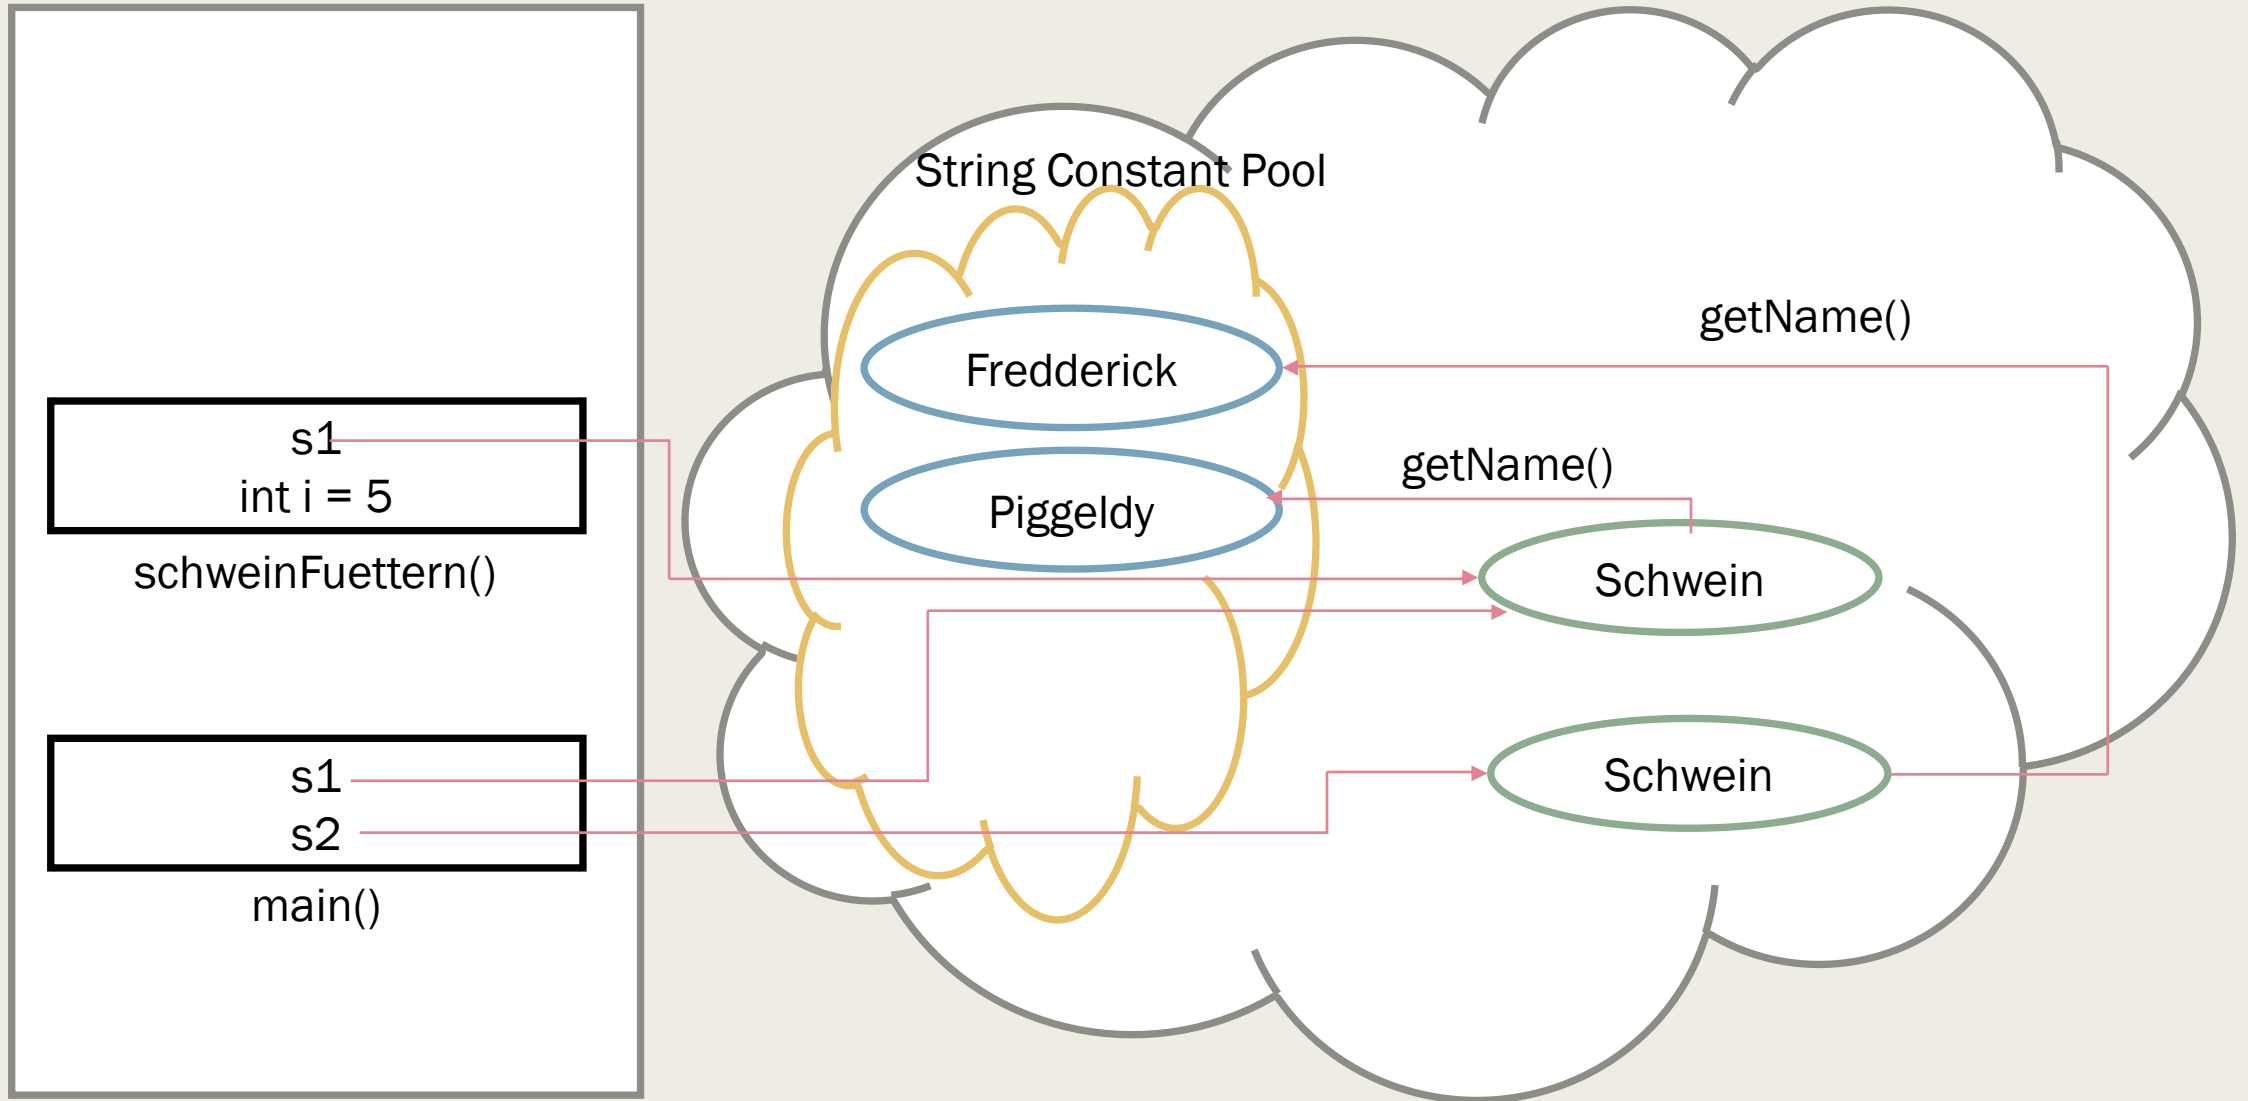 s1
int i = 5
schweinFuettern()
s1
s2
main()
String Constant Pool
Fredderick
Piggeldy
getName()
getName()
Schwein
Schwein